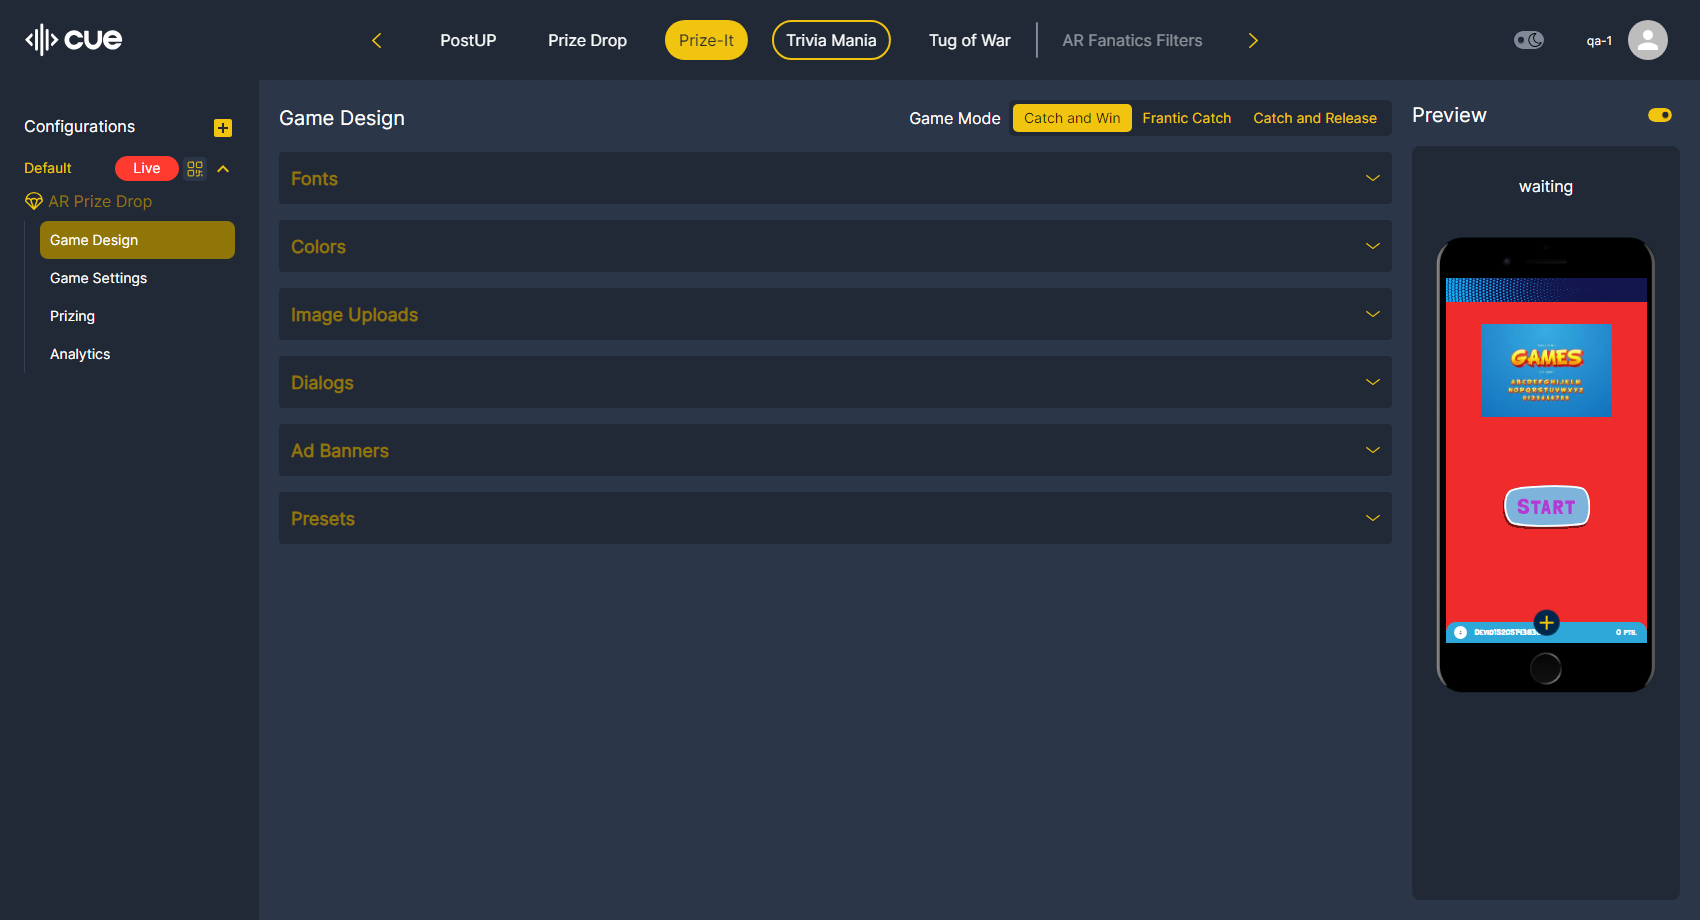 cue
PostUP
Prize Drop
Prize-It
Trivia Mania
Tug of War
AR Fanatics Filters
qa-1
Configurations
Default
Live
AR Prize Drop
Game Design
Game Settings
Prizing
Analytics
Game Design
Game Mode
Catch and Win
Frantic Catch
Catch and Release
Fonts
Colors
Image Uploads
Dialogs
Ad Banners
Presets
Preview
waiting
GAMES
ABCDEFGHIJKLM
NOPQRSTUVWXYZ
START
0 PTS.